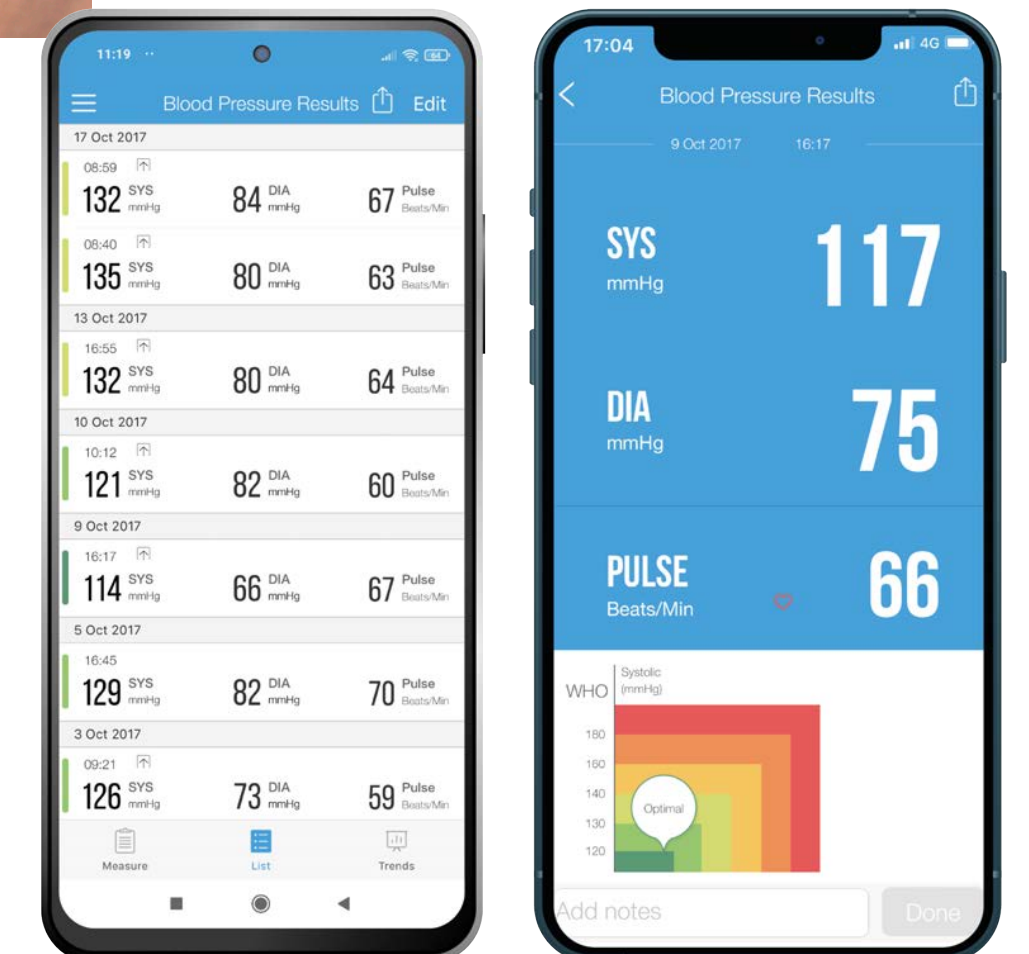 11:19
64
Blood Pressure Results
Edit
17 Oct 2017
08:59
132 SYS mmHg 84 DIA mmHg 67 Pulse Beats/Min
08:40
135 SYS mmHg 80 DIA mmHg 63 Pulse Beats/Min
13 Oct 2017
16:55
132 SYS mmHg 80 DIA mmHg 64 Pulse Beats/Min
10 Oct 2017
10:12
121 SYS mmHg 82 DIA mmHg 60 Pulse Beats/Min
9 Oct 2017
16:17
114 SYS mmHg 66 DIA mmHg 67 Pulse Beats/Min
5 Oct 2017
16:45
129 SYS mmHg 82 DIA mmHg 70 Pulse Beats/Min
3 Oct 2017
09:21
126 SYS mmHg 73 DIA mmHg 59 Pulse Beats/Min
Measure List Trends
17:04 4G
Blood Pressure Results
9 Oct 2017 16:17
SYS 117
mmHg
DIA 75
mmHg
PULSE 66
Beats/Min
Systolic
WHO (mmHg)
180
160
140
130
120
Optimal
Add notes Done